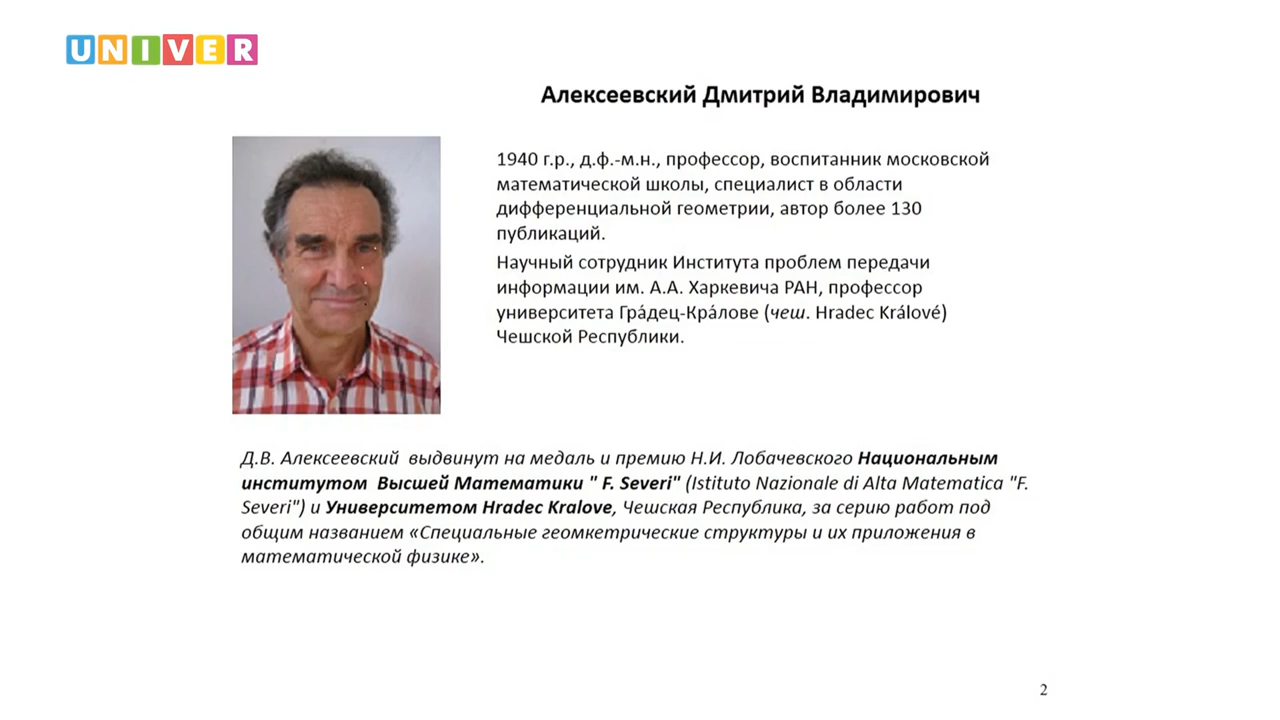 UNIVER
Алексеевский Дмитрий Владимирович
1940 г.р., д.ф.-м.н., профессор, воспитанник московской
математической школы, специалист в области
дифференциальной геометрии, автор более 130
публикаций.
Научный сотрудник Института проблем передачи
информации им. А.А. Харкевича РАН, профессор
университета Гра́дец-Кра́лове (чеш. Hradec Králové)
Чешской Республики.
Д.В. Алексеевский выдвинут на медаль и премию Н.И. Лобачевского Национальным
институтом Высшей Математики " F. Severi" (Istituto Nazionale di Alta Matematica "F.
Severi") и Университетом Hradec Kralove, Чешская Республика, за серию работ под
общим названием «Специальные геомкетрические структуры и их приложения в
математической физике».
2